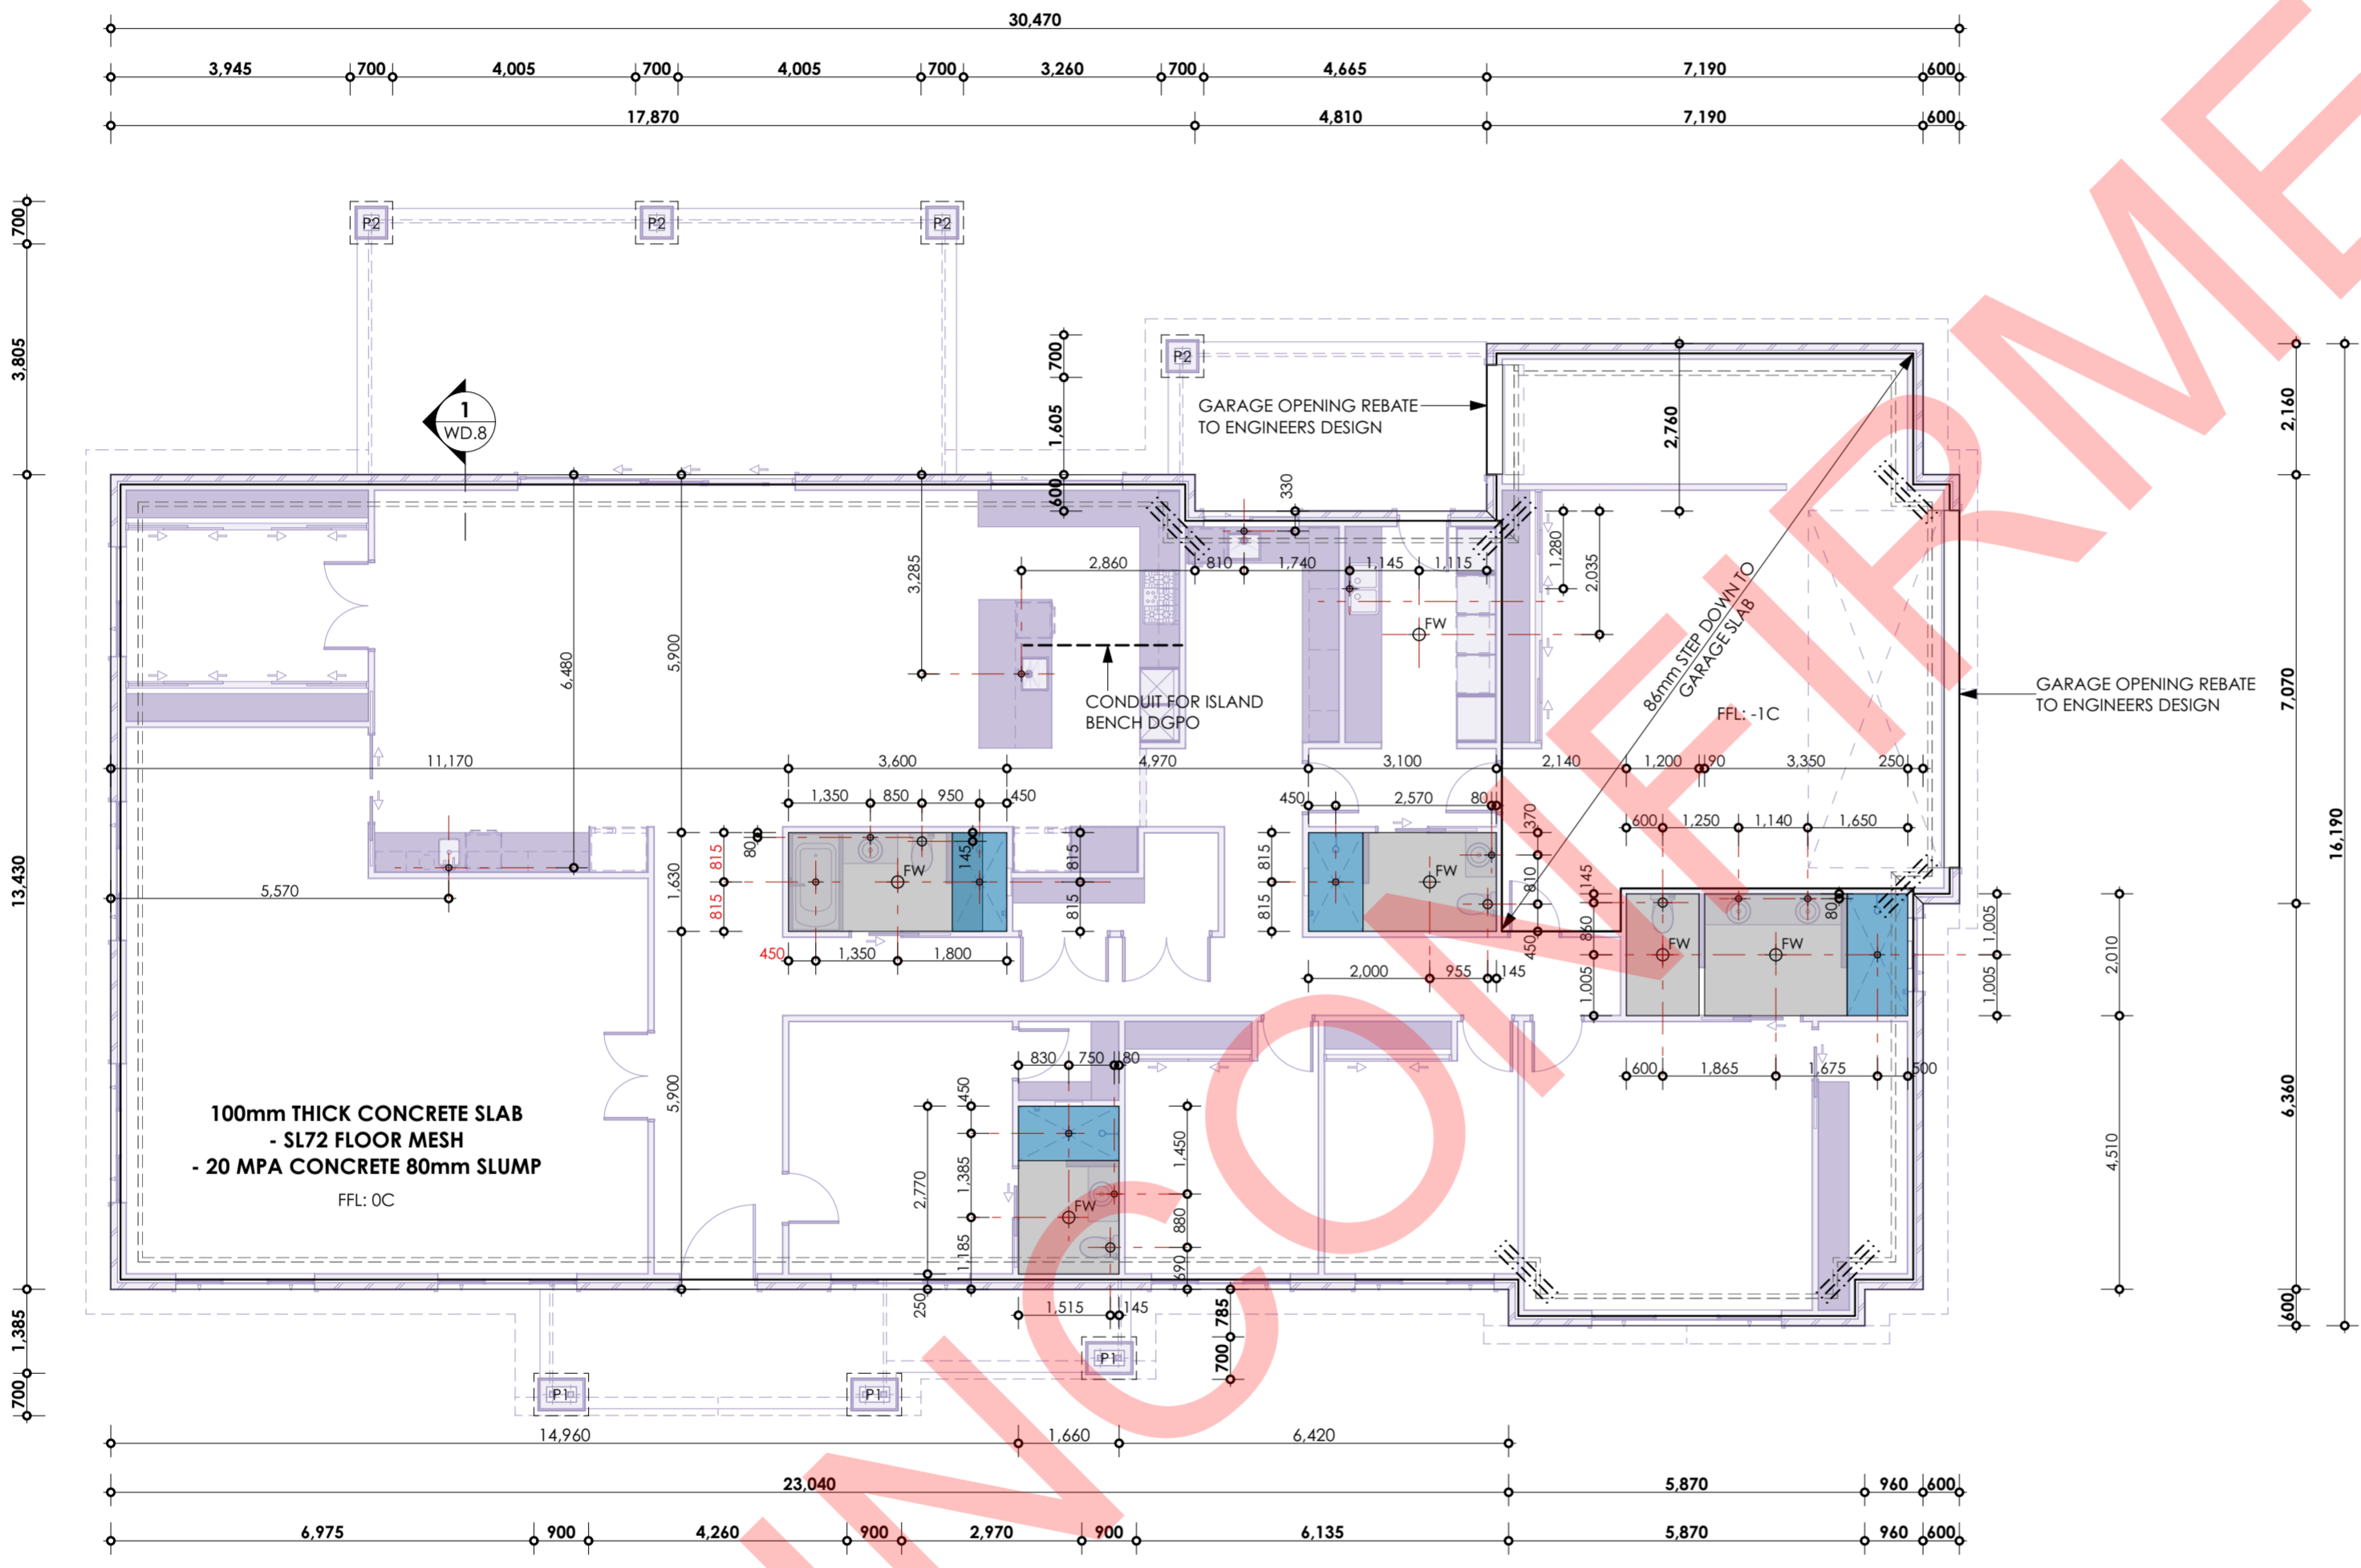 30,470
3,945 700 4,005 700 4,005 700 3,260 700 4,665 7,190 600
17,870 4,810 7,190 600
700
3,805
13,430
1,385
700
P2 P2 P2
P2
1
WD.8
700
1,605
600
GARAGE OPENING REBATE
TO ENGINEERS DESIGN
330
2,760
2,160
7,070
6,360
600
16,190
2,860 810 1,740 1,145 1,115
1,280
2,035
3,285
5,900
6,480
FW
86mm STEP DOWN TO
GARAGE SLAB
CONDUIT FOR ISLAND
BENCH DGPO
FFL: -1C
GARAGE OPENING REBATE
TO ENGINEERS DESIGN
11,170 3,600 4,970 3,100 2,140 1,200 90 3,350 250
1,350 850 950 450
450 2,570 80
370
600 1,250 1,140 1,650
815
815
80
145
1,630
FW
815
815
815
815
FW
810
450
145
860
1,005
FW
FW
80
1,005
1,005
2,010
4,510
5,570
450 1,350 1,800
2,000 955 145
600 1,865 1,675 500
830 750 80
5,900
450
1,385
1,185
2,770
250
FW
1,450
880
690
100mm THICK CONCRETE SLAB
- SL72 FLOOR MESH
- 20 MPA CONCRETE 80mm SLUMP
FFL: 0C
1,515 145
785
700
P1
P1 P1
14,960 1,660 6,420
23,040 5,870 960 600
6,975 900 4,260 900 2,970 900 6,135 5,870 960 600
NCOMEIRME